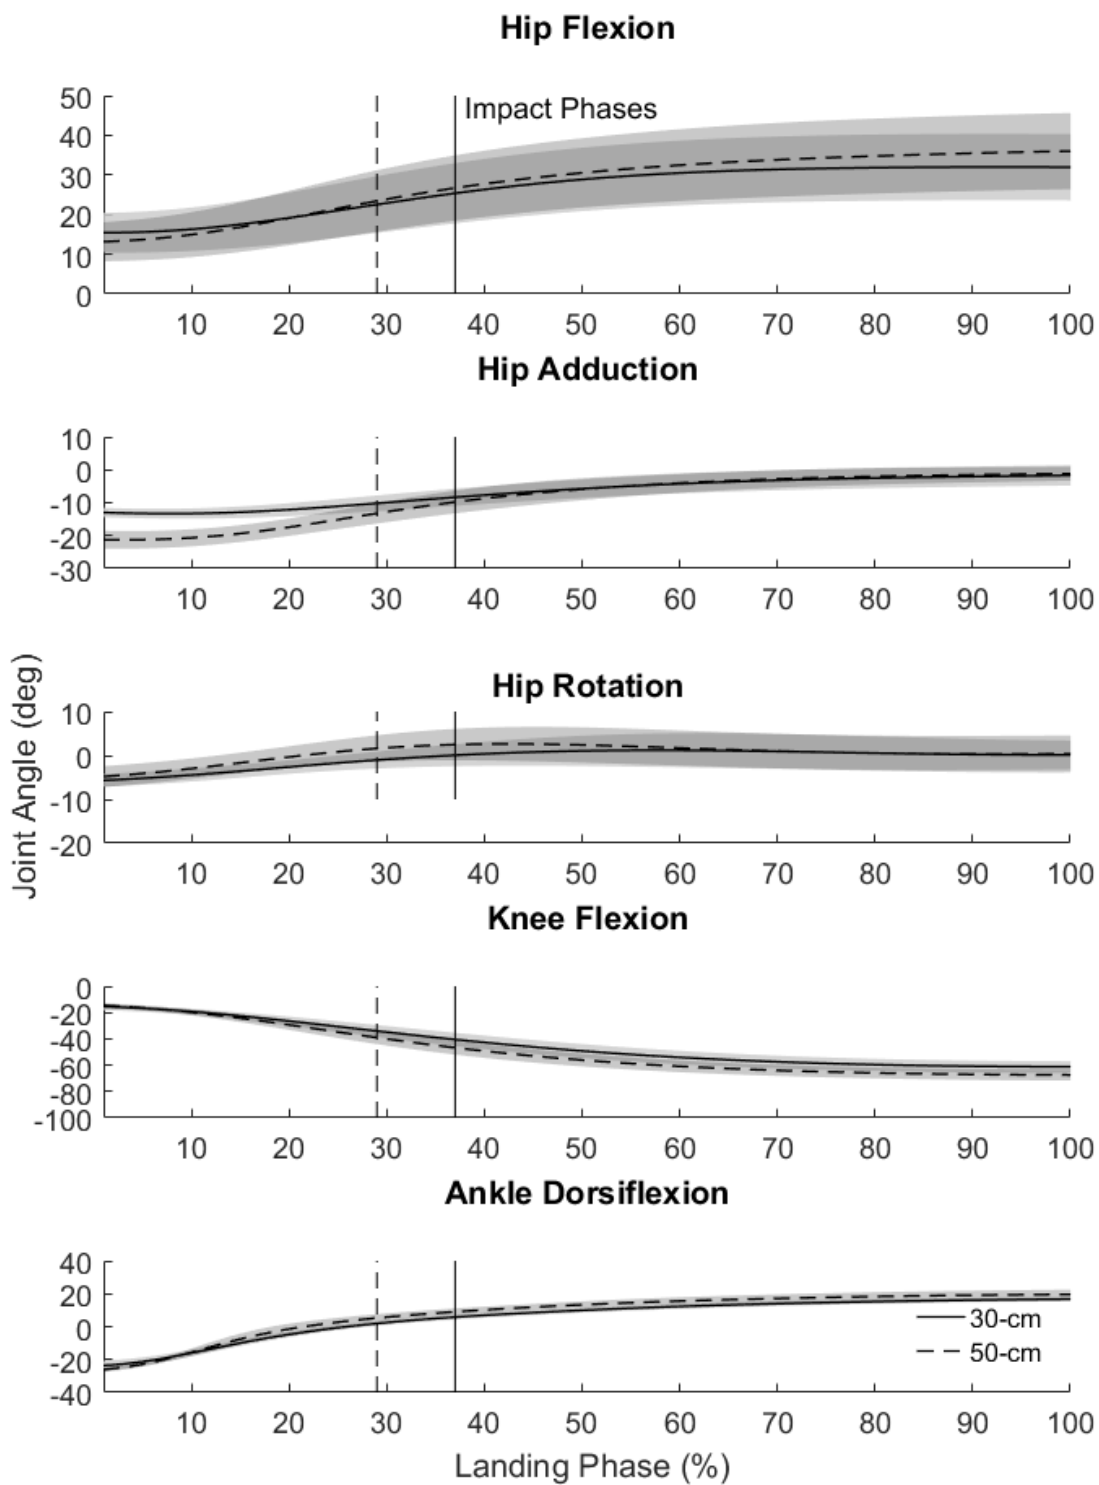 Hip Flexion
50
40
30
20
10
0
Impact Phases
10 20 30 40 50 60 70 80 90 100
Hip Adduction
10
0
-10
-20
-30
10 20 30 40 50 60 70 80 90 100
Joint Angle (deg)
Hip Rotation
10
0
-10
-20
10 20 30 40 50 60 70 80 90 100
Knee Flexion
0
-20
-40
-60
-80
-100
10 20 30 40 50 60 70 80 90 100
Ankle Dorsiflexion
40
20
0
-20
-40
30-cm
50-cm
10 20 30 40 50 60 70 80 90 100
Landing Phase (%)